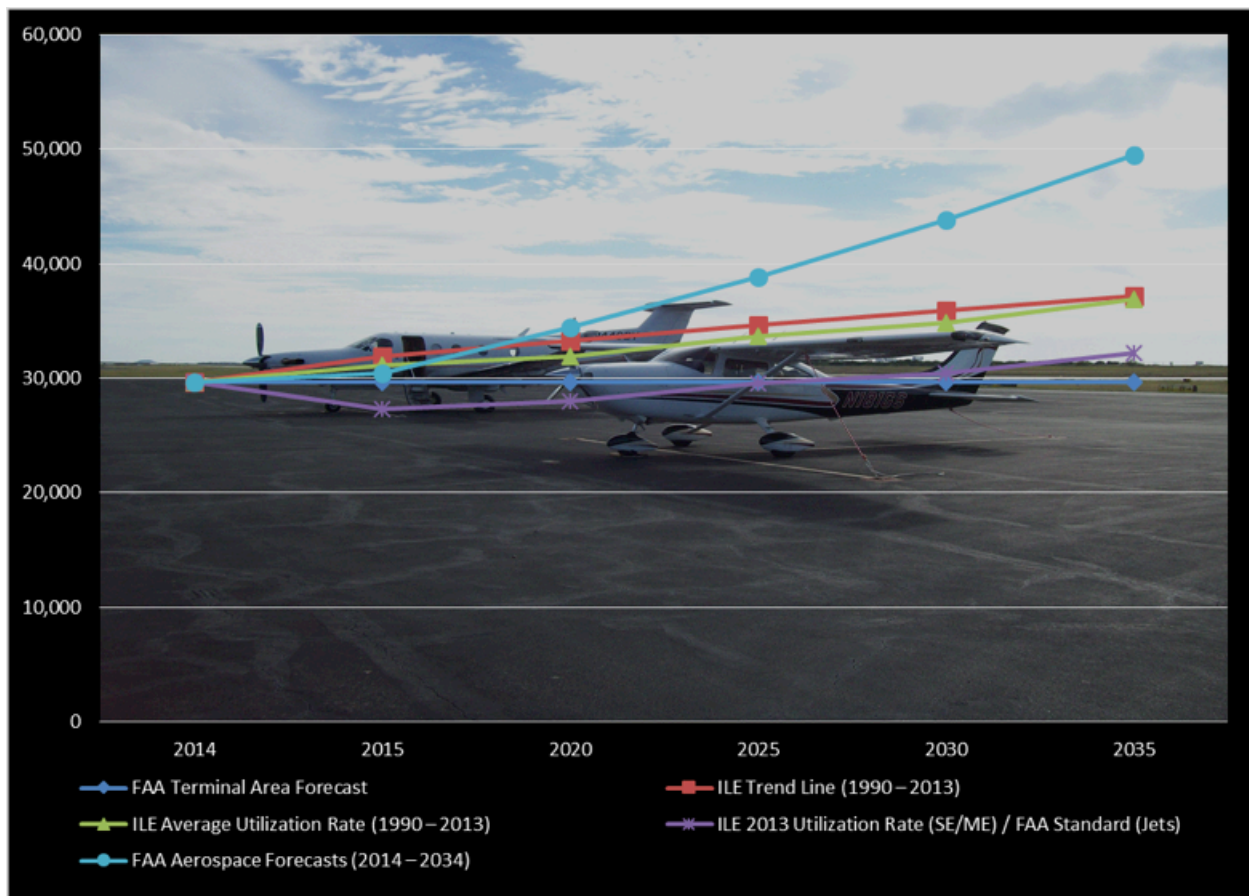 60,000
50,000
40,000
30,000
20,000
10,000
0
2014 2015 2020 2025 2030 2035
FAA Terminal Area Forecast
ILE Trend Line (1990 – 2013)
ILE Average Utilization Rate (1990 – 2013)
ILE 2013 Utilization Rate (SE/ME) / FAA Standard (Jets)
FAA Aerospace Forecasts (2014 – 2034)